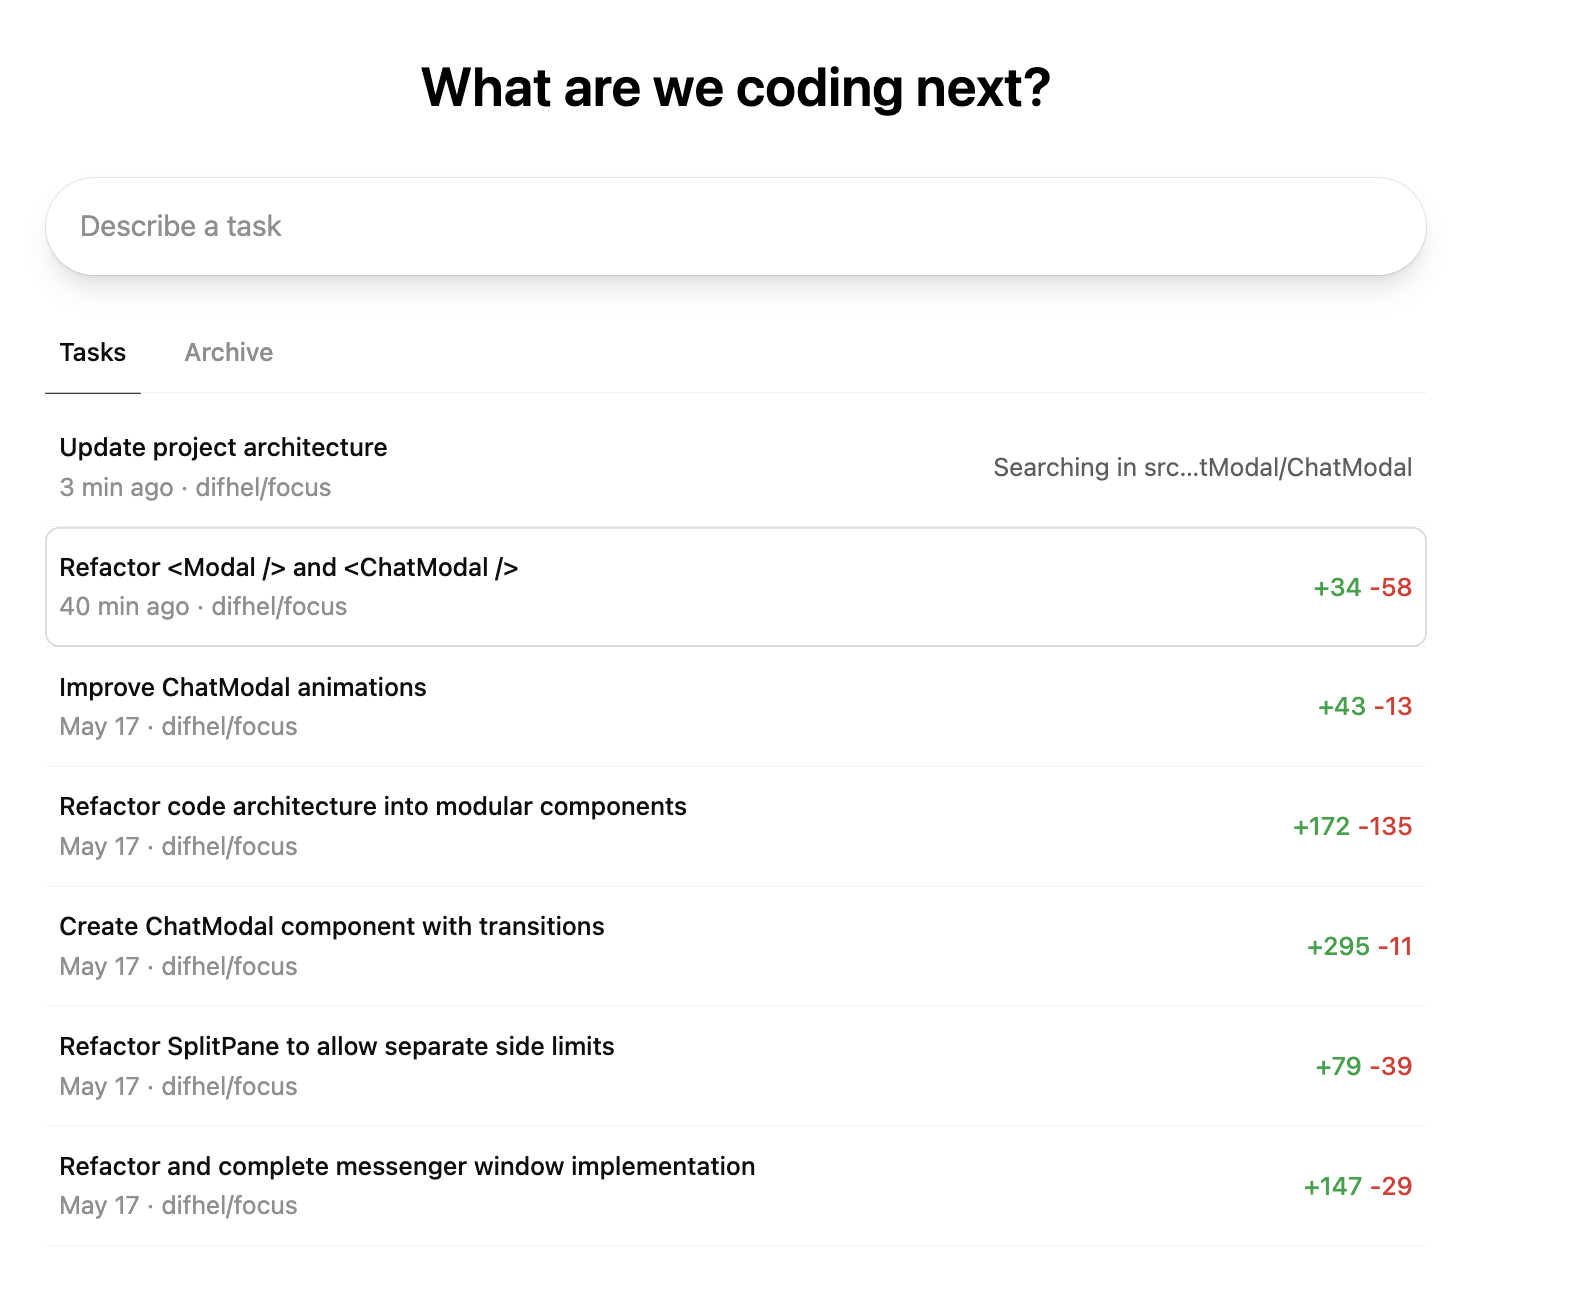 What are we coding next?
Describe a task
Tasks Archive
Update project architecture
3 min ago · difhel/focus
Searching in src...tModal/ChatModal
Refactor <Modal /> and <ChatModal />
40 min ago · difhel/focus
+34 -58
Improve ChatModal animations
May 17 · difhel/focus
+43 -13
Refactor code architecture into modular components
May 17 · difhel/focus
+172 -135
Create ChatModal component with transitions
May 17 · difhel/focus
+295 -11
Refactor SplitPane to allow separate side limits
May 17 · difhel/focus
+79 -39
Refactor and complete messenger window implementation
May 17 · difhel/focus
+147 -29